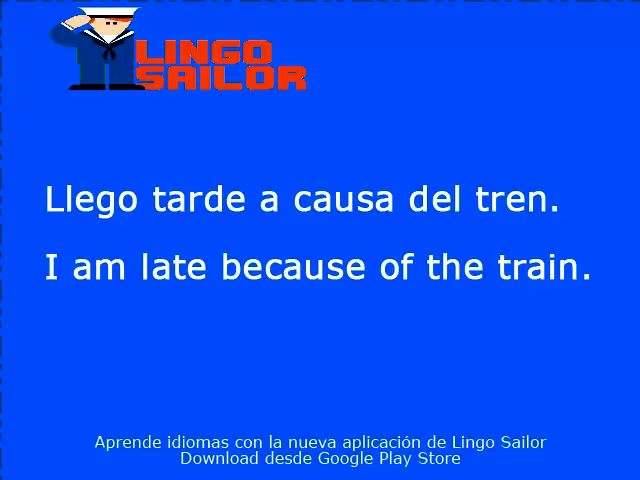 LINGO
SAILOR
Llego tarde a causa del tren.
I am late because of the train.
Aprende idiomas con la nueva aplicación de Lingo Sailor
Download desde Google Play Store